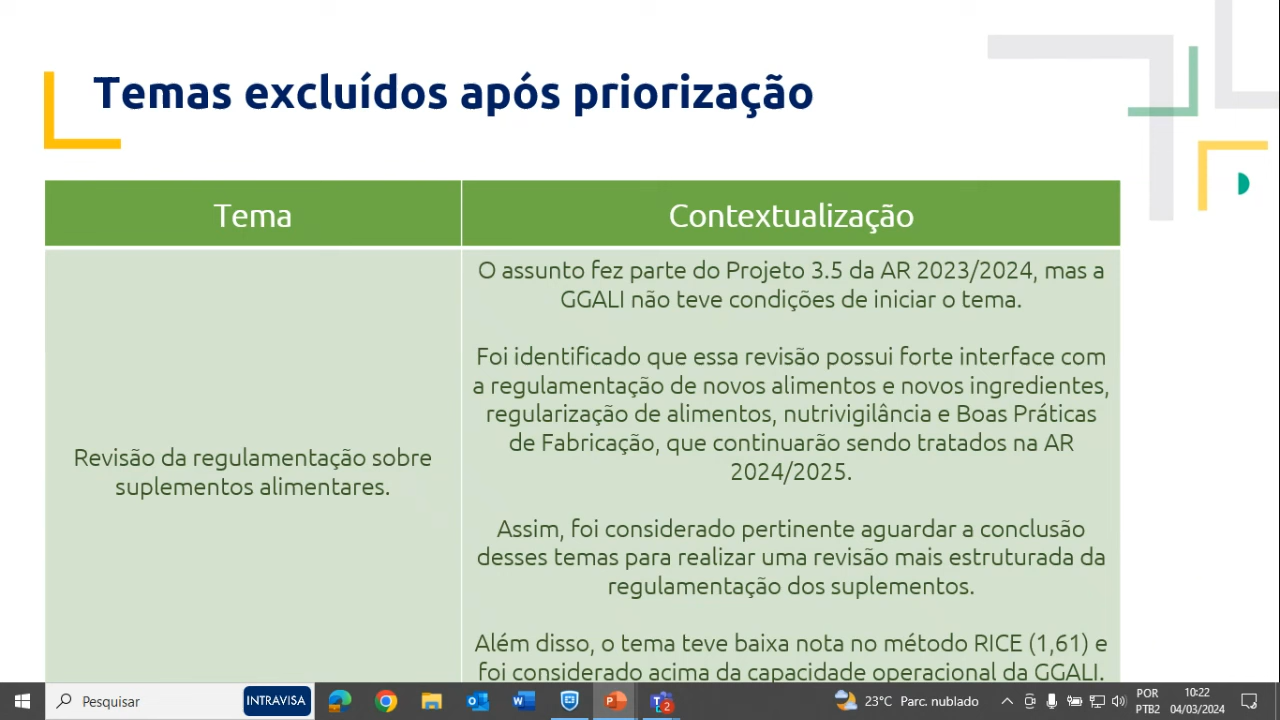 Temas excluídos após priorização
Tema
Contextualização
Revisão da regulamentação sobre
suplementos alimentares.
O assunto fez parte do Projeto 3.5 da AR 2023/2024, mas a
GGALI não teve condições de iniciar o tema.
Foi identificado que essa revisão possui forte interface com
a regulamentação de novos alimentos e novos ingredientes,
regularização de alimentos, nutrivigilância e Boas Práticas
de Fabricação, que continuarão sendo tratados na AR
2024/2025.
Assim, foi considerado pertinente aguardar a conclusão
desses temas para realizar uma revisão mais estruturada da
regulamentação dos suplementos.
Além disso, o tema teve baixa nota no método RICE (1,61) e
foi considerado acima da capacidade operacional da GGALI.
Pesquisar
INTRAVISA
2
23°C Parc. nublado
POR
PTB2
10:22
04/03/2024